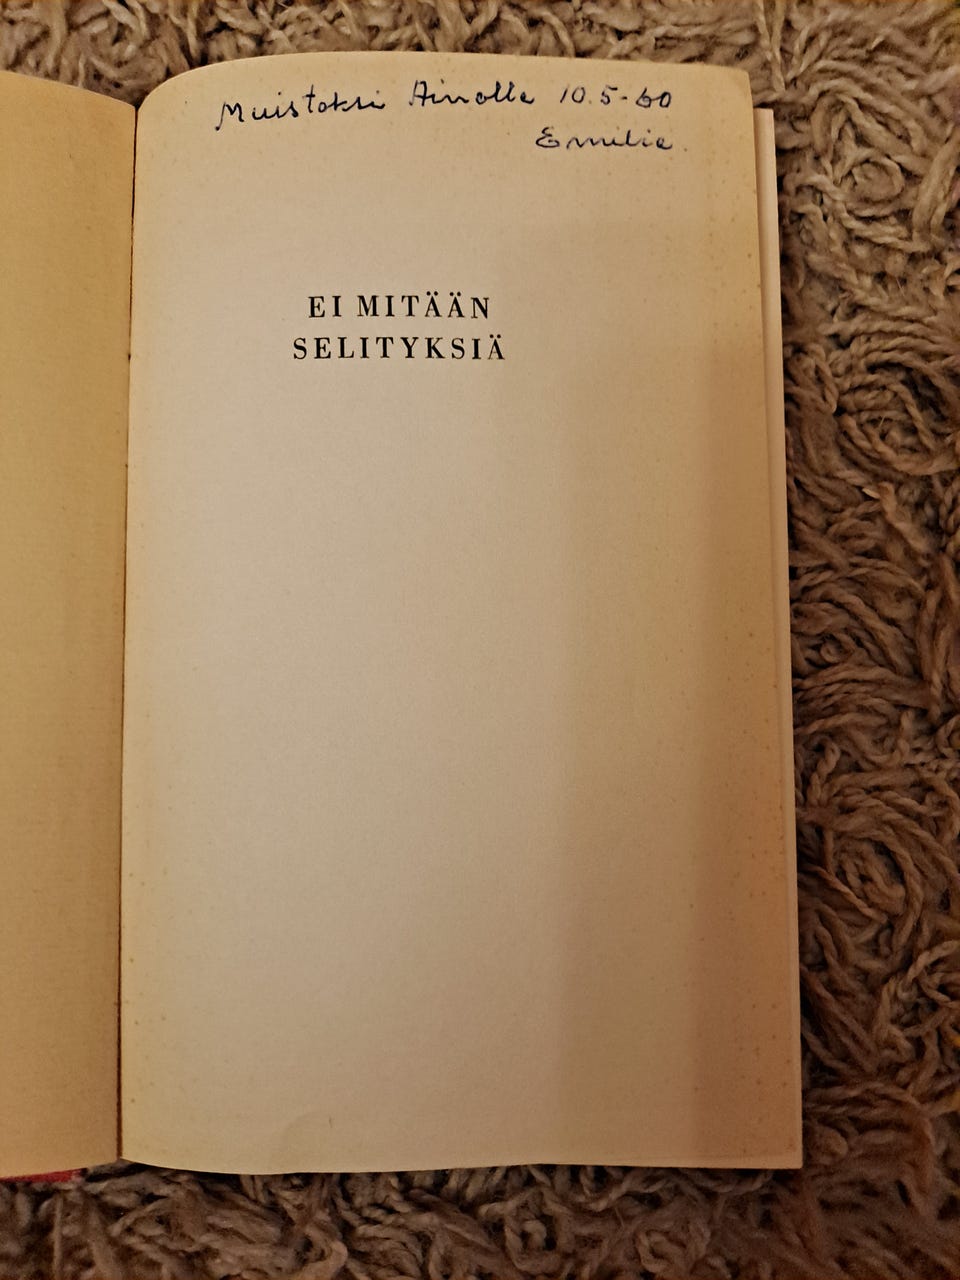 Muistoksi Ainolle 10.5-60
Emilie.
EI MITÄÄN
SELITYKSIÄ